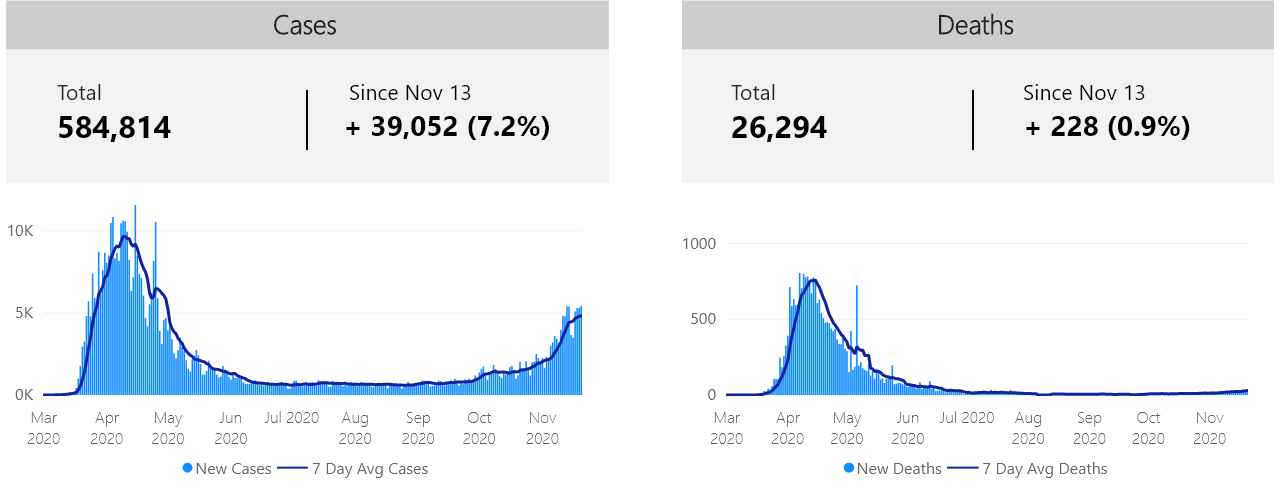 Cases
Total
584,814
Since Nov 13
+ 39,052 (7.2%)
10K
5K
0K
Mar 2020
Apr 2020
May 2020
Jun 2020
Jul 2020
Aug 2020
Sep 2020
Oct 2020
Nov 2020
New Cases
7 Day Avg Cases
Deaths
Total
26,294
Since Nov 13
+ 228 (0.9%)
1000
500
0
Mar 2020
Apr 2020
May 2020
Jun 2020
Jul 2020
Aug 2020
Sep 2020
Oct 2020
Nov 2020
New Deaths
7 Day Avg Deaths